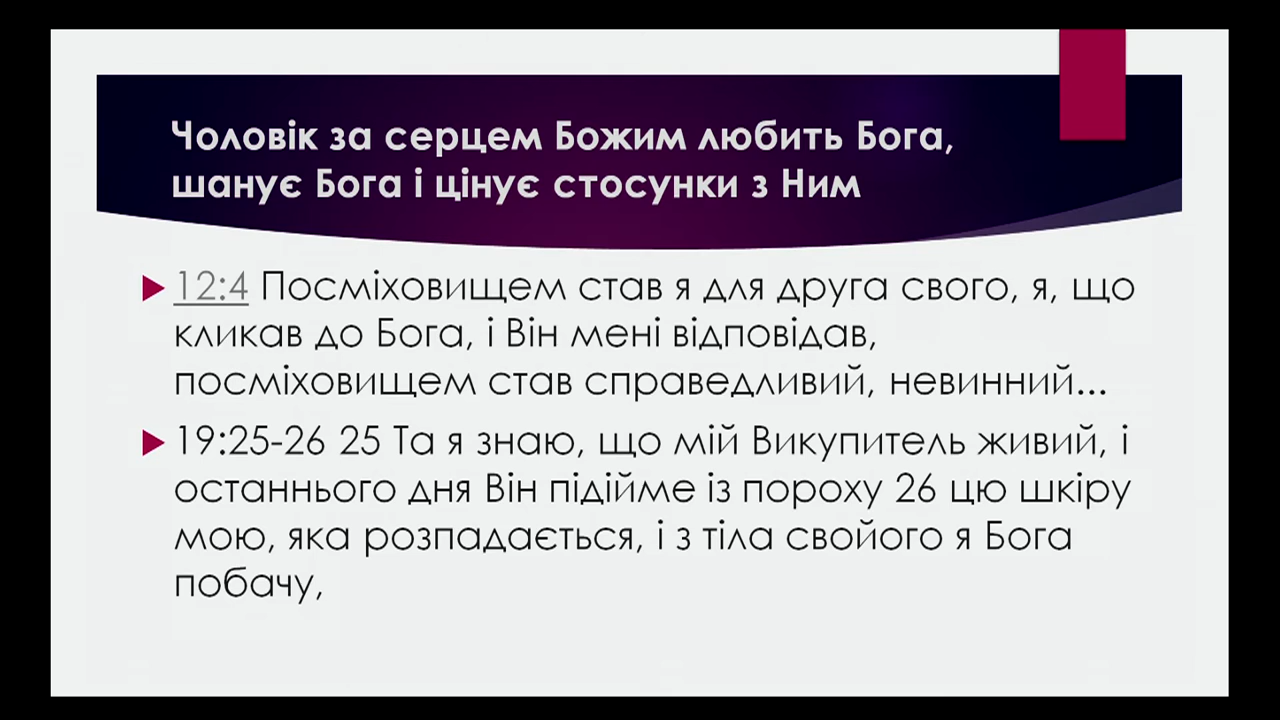 Чоловік за серцем Божим любить Бога,
шанує Бога і цінує стосунки з Ним
12:4 Посміховищем став я для друга свого, я, що
кликав до Бога, і Він мені відповідав,
посміховищем став справедливий, невинний...
19:25-26 25 Та я знаю, що мій Викупитель живий, і
останнього дня Він підійме із пороху 26 цю шкіру
мою, яка розпадається, і з тіла свойого я Бога
побачу,